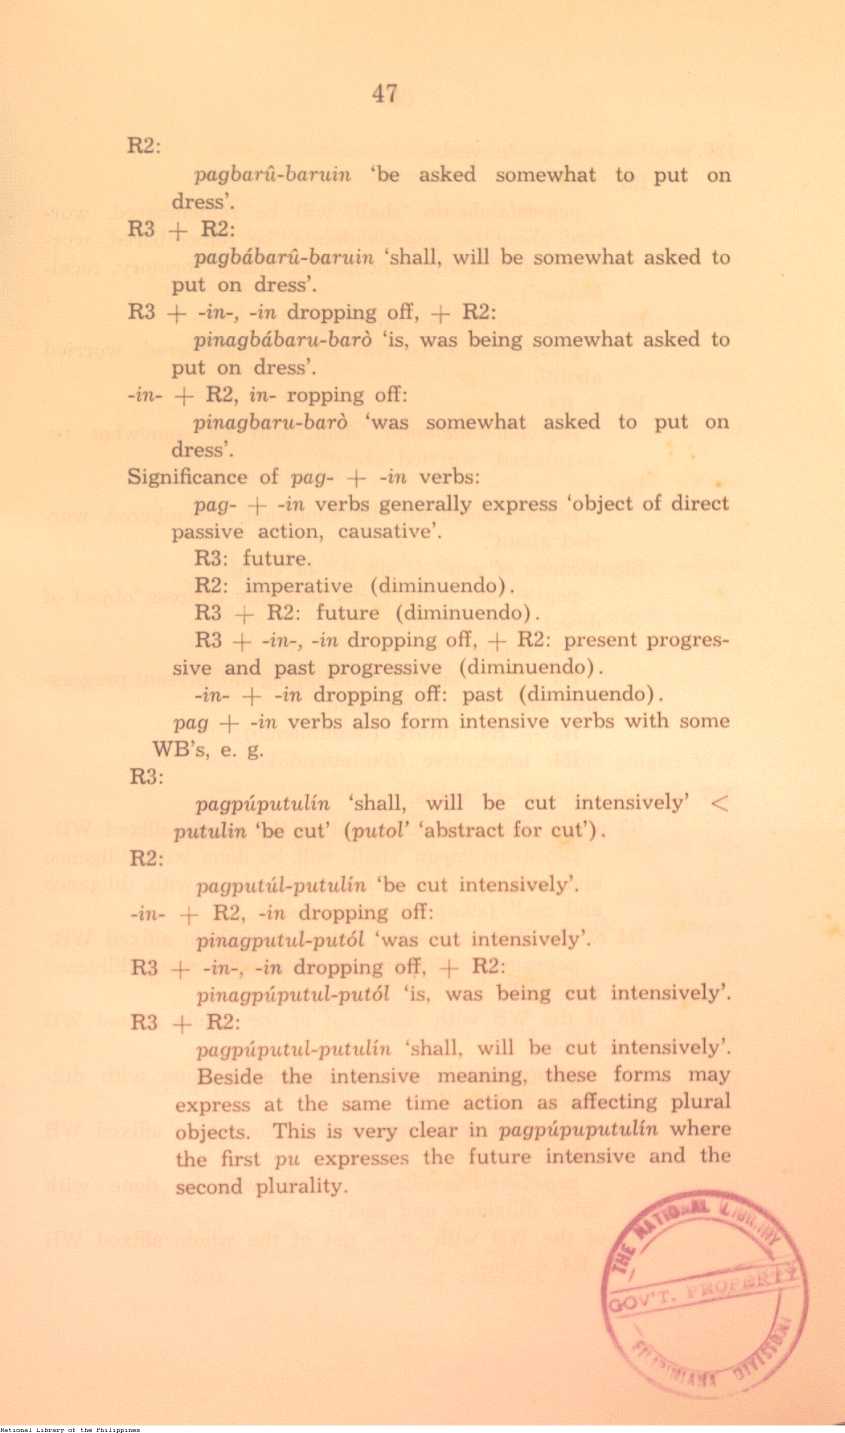 47
R2:
pagbarû-baruin ‘be asked somewhat to put on
dress’.
R3 + R2:
pagbábarû-baruin ‘shall, will be somewhat asked to
put on dress’.
R3 + -in-, -in dropping off, + R2:
pinagbábaru-barò ‘is, was being somewhat asked to
put on dress’.
-in- + R2, in- ropping off:
pinagbaru-barò ‘was somewhat asked to put on
dress’.
Significance of pag- + -in verbs:
pag- + -in verbs generally express ‘object of direct
passive action, causative’.
R3: future.
R2: imperative (diminuendo).
R3 + R2: future (diminuendo).
R3 + -in-, -in dropping off, + R2: present progres-
sive and past progressive (diminuendo).
-in- + -in dropping off: past (diminuendo).
pag + -in verbs also form intensive verbs with some
WB’s, e. g.
R3:
pagpúputulín ‘shall, will be cut intensively’ <
putulin ‘be cut’ (putol’ ‘abstract for cut’).
R2:
pagputúl-putulín ‘be cut intensively’.
-in- + R2, -in dropping off:
pinagputul-putól ‘was cut intensively’.
R3 + -in-, -in dropping off, + R2:
pinagpúputul-putól ‘is, was being cut intensively’.
R3 + R2:
pagpúputul-putulín ‘shall, will be cut intensively’.
Beside the intensive meaning, these forms may
express at the same time action as affecting plural
objects. This is very clear in pagpúpuputulín where
the first pu expresses the future intensive and the
second plurality.
THE NATIONAL LIBRARY
GOV'T. PROPERTY
FILIPINIANA DIVISION
National Library of the Philippines